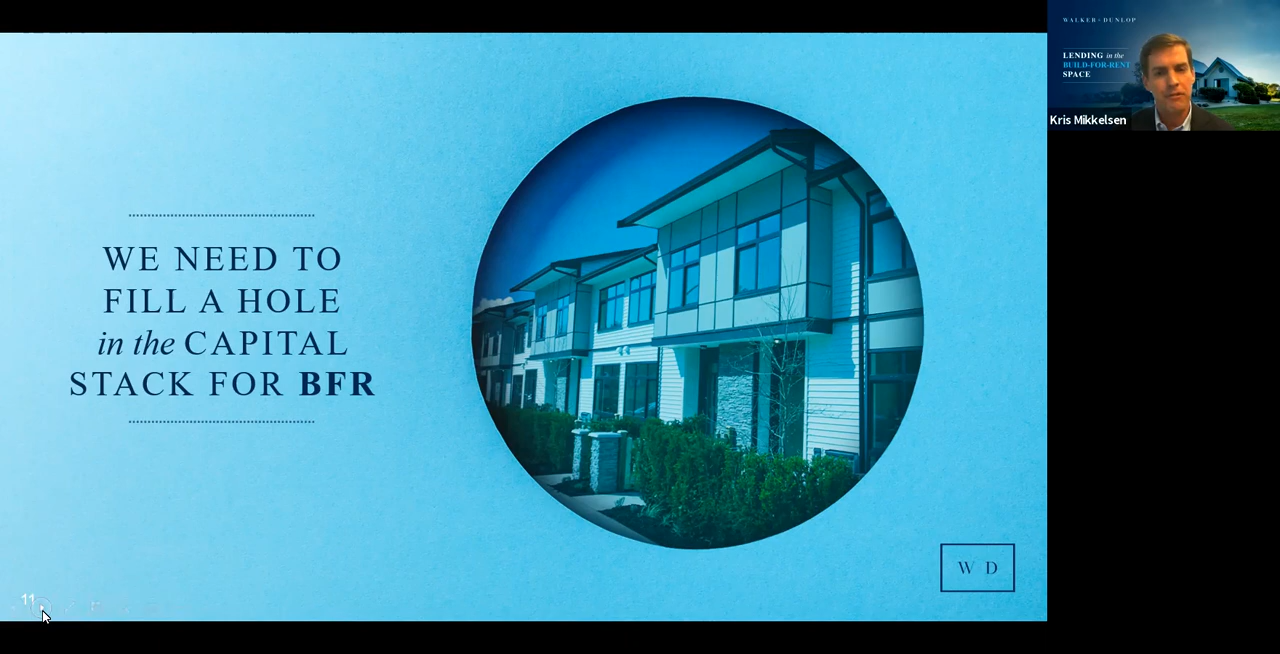 WE NEED TO
FILL A HOLE
in the CAPITAL
STACK FOR BFR
W D
11
WALKER & DUNLOP
LENDING in the
BUILD-FOR-RENT
SPACE
Kris Mikkelsen